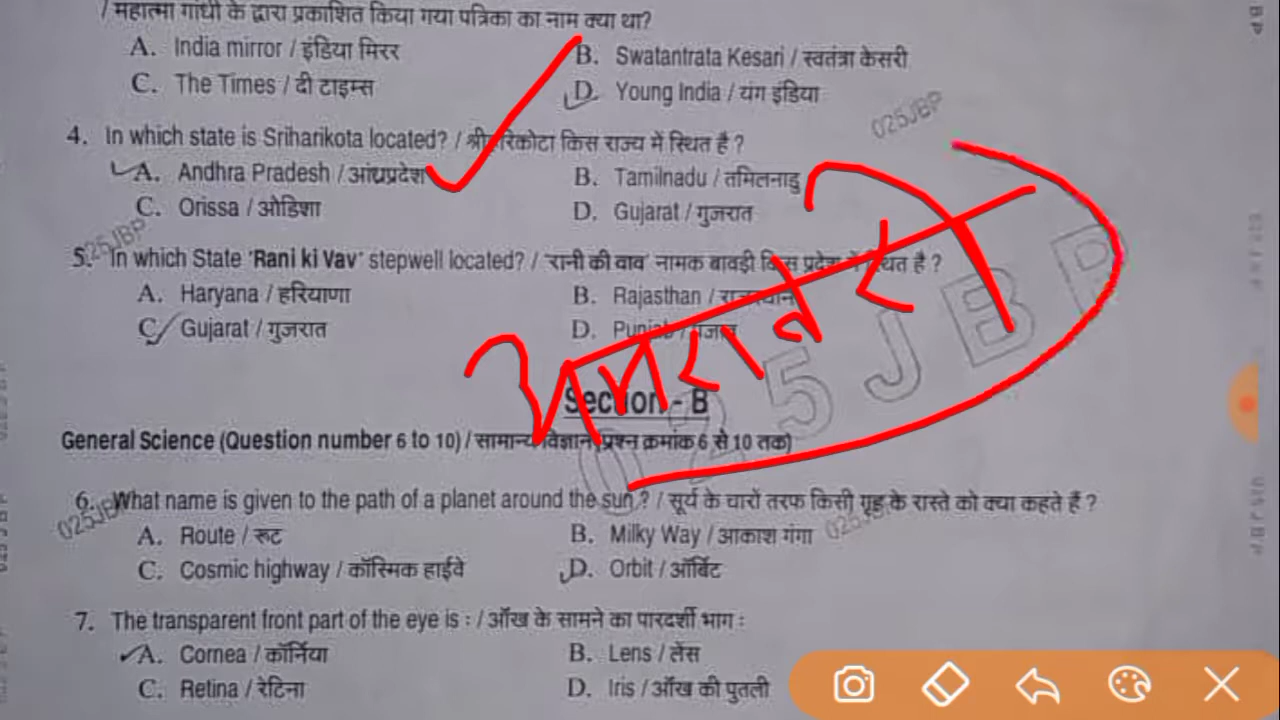 / महात्मा गांधी के द्वारा प्रकाशित किया गया पत्रिका का नाम क्या था?
A. India mirror / इंडिया मिरर
B. Swatantrata Kesari / स्वतंत्रा केसरी
C. The Times / दी टाइम्स
D. Young India / यंग इंडिया
025JBP
4. In which state is Sriharikota located? / श्रीहरिकोटा किस राज्य में स्थित है ?
A. Andhra Pradesh / आंध्रप्रदेश
B. Tamilnadu / तमिलनाडु
C. Orissa / ओडिशा
D. Gujarat / गुजरात
025JBP
5. In which State 'Rani ki Vav' stepwell located? / 'रानी की वाव' नामक बावड़ी किस प्रदेश में स्थित है ?
A. Haryana / हरियाणा
B. Rajasthan / राजस्थान
C. Gujarat / गुजरात
D. Punjab / पंजाब
025JBP
Section - B
General Science (Question number 6 to 10) / सामान्य विज्ञान (प्रश्न क्रमांक 6 से 10 तक)
6. What name is given to the path of a planet around the sun ? / सूर्य के चारों तरफ किसी गृह के रास्ते को क्या कहते हैं ?
025JBP
A. Route / रूट
B. Milky Way / आकाश गंगा
025JBP
C. Cosmic highway / कॉस्मिक हाईवे
D. Orbit / ऑर्बिट
7. The transparent front part of the eye is : / आँख के सामने का पारदर्शी भाग :
A. Cornea / कॉर्निया
B. Lens / लेंस
C. Retina / रेटिना
D. Iris / आँख की पुतली